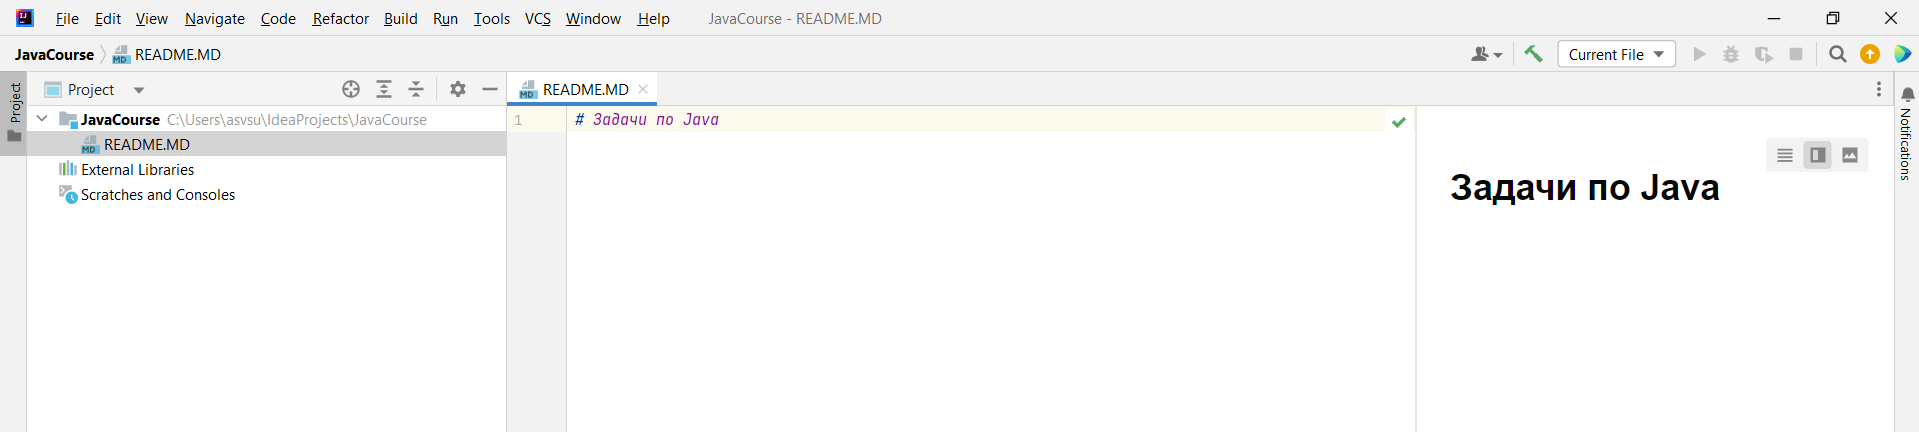 File Edit View Navigate Code Refactor Build Run Tools VCS Window Help JavaCourse - README.MD
JavaCourse README.MD Current File
Project
Project
JavaCourse C:\Users\asvsu\IdeaProjects\JavaCourse
README.MD
External Libraries
Scratches and Consoles
README.MD
1 # Задачи по Java
Задачи по Java
Notifications